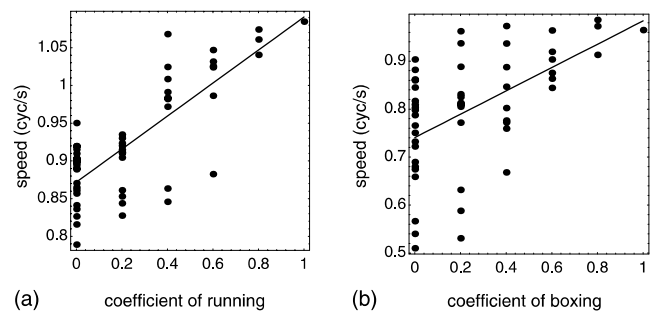 1.05
1
0.95
0.9
0.85
0.8
speed (cyc/s)
0 0.2 0.4 0.6 0.8 1
(a) coefficient of running
0.9
0.8
0.7
0.6
0.5
speed (cyc/s)
0 0.2 0.4 0.6 0.8 1
(b) coefficient of boxing